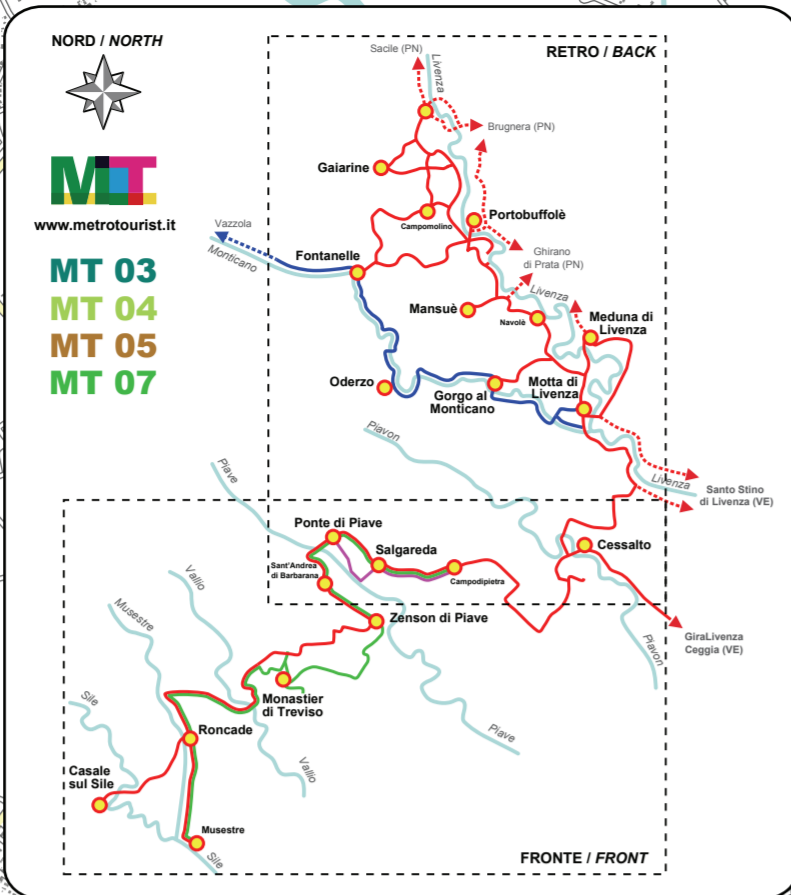 NORD / NORTH
RETRO / BACK
Sacile (PN)
Livenza
Brugnera (PN)
MT
www.metrotourist.it
Gaiarine
Campomolino
Portobuffolè
Vazzola
Monticano
Fontanelle
Ghirano
di Prata (PN)
MT 03
MT 04
MT 05
MT 07
Livenza
Mansuè
Navolè
Meduna di
Livenza
Oderzo
Gorgo al
Monticano
Motta di
Livenza
Piavon
Piave
Livenza
Santo Stino
di Livenza (VE)
Ponte di Piave
Salgareda
Cessalto
Sant'Andrea
di Barbarana
Campodipietra
Vallio
Musestre
Zenson di Piave
GiraLivenza
Ceggia (VE)
Piavon
Sile
Monastier
di Treviso
Roncade
Piave
Vallio
Casale
sul Sile
Musestre
Sile
FRONTE / FRONT